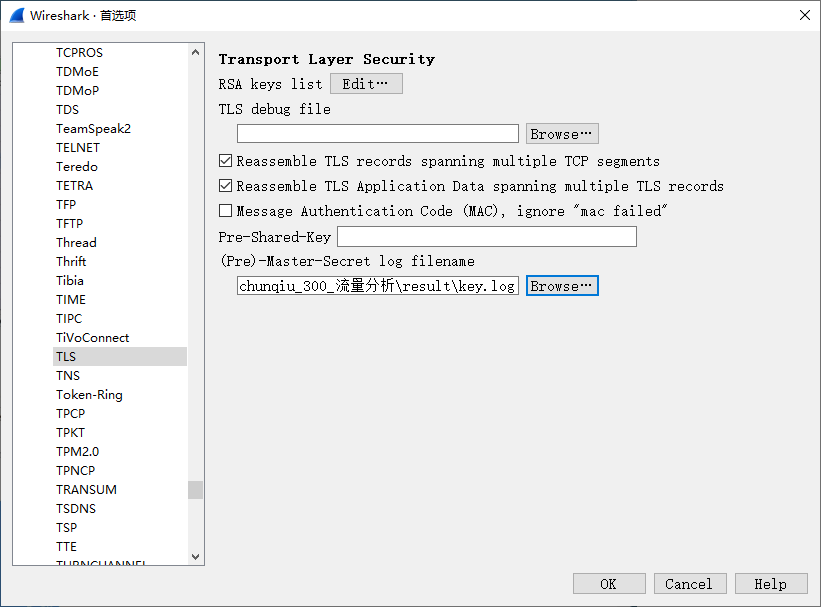 Wireshark · 首选项
TCPROS
TDMoE
TDMoP
TDS
TeamSpeak2
TELNET
Teredo
TETRA
TFP
TFTP
Thread
Thrift
Tibia
TIME
TIPC
TiVoConnect
TLS
TNS
Token-Ring
TPCP
TPKT
TPM2.0
TPNCP
TRANSUM
TSDNS
TSP
TTE
TURNCHANNEL
Transport Layer Security
RSA keys list Edit…
TLS debug file
Browse…
Reassemble TLS records spanning multiple TCP segments
Reassemble TLS Application Data spanning multiple TLS records
Message Authentication Code (MAC), ignore "mac failed"
Pre-Shared-Key
(Pre)-Master-Secret log filename
chunqiu_300_流量分析\result\key.log Browse…
OK Cancel Help